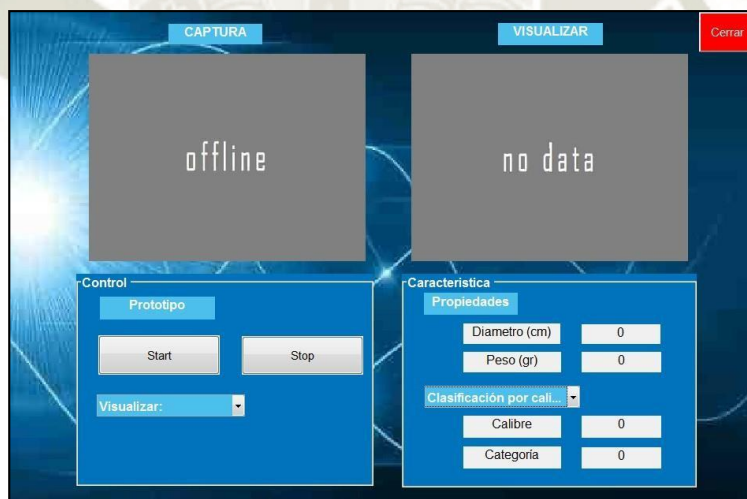 CAPTURA
VISUALIZAR
Cerrar
offline
no data
Control
Prototipo
Start
Stop
Visualizar:
Caracteristica
Propiedades
Diametro (cm) 0
Peso (gr) 0
Clasificación por cali...
Calibre 0
Categoría 0